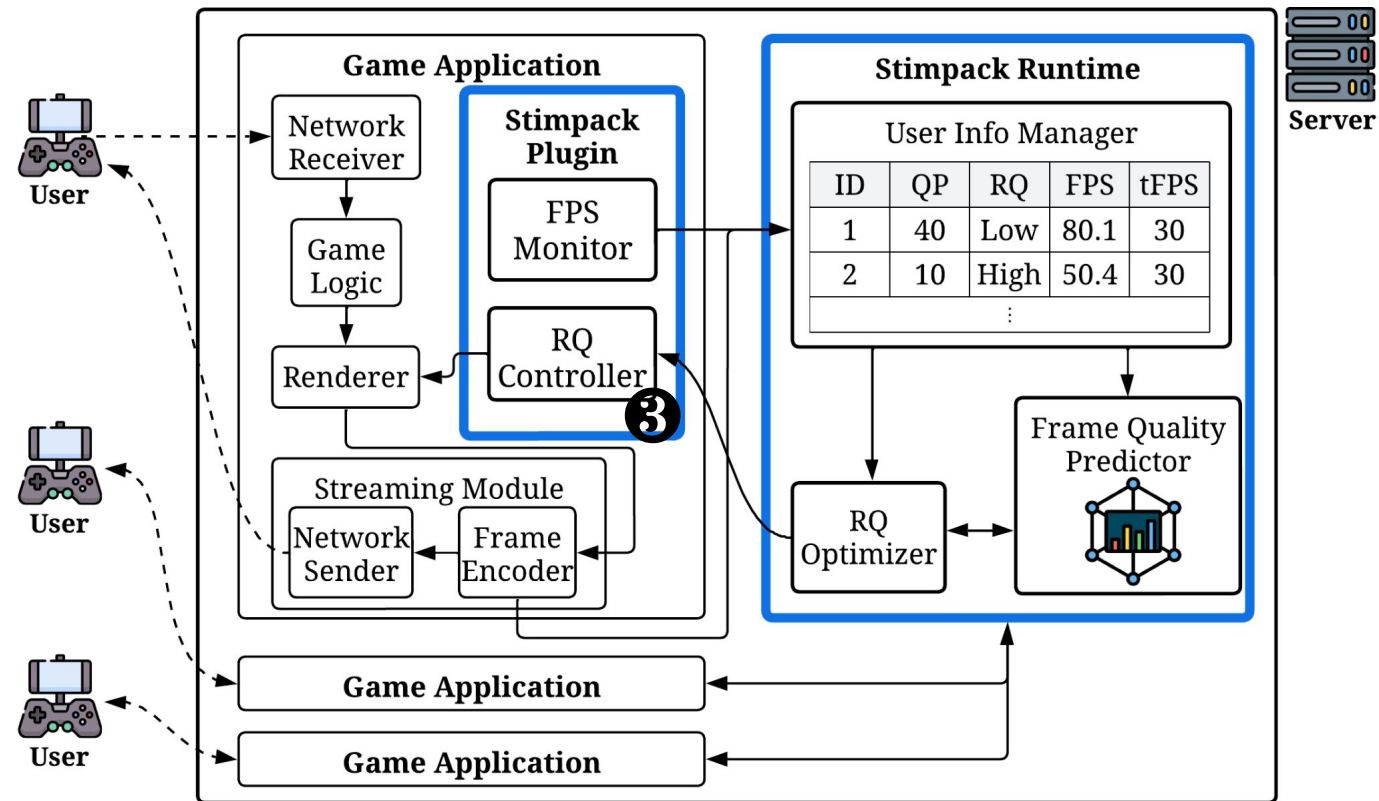 Game Application
Network
Receiver
Game
Logic
Renderer
Stimpack
Plugin
FPS
Monitor
RQ
Controller
3
Streaming Module
Network
Sender
Frame
Encoder
Stimpack Runtime
User Info Manager
ID QP RQ FPS tFPS
1 40 Low 80.1 30
2 10 High 50.4 30
⋮
RQ
Optimizer
Frame Quality
Predictor
Game Application
Game Application
User
User
User
Server